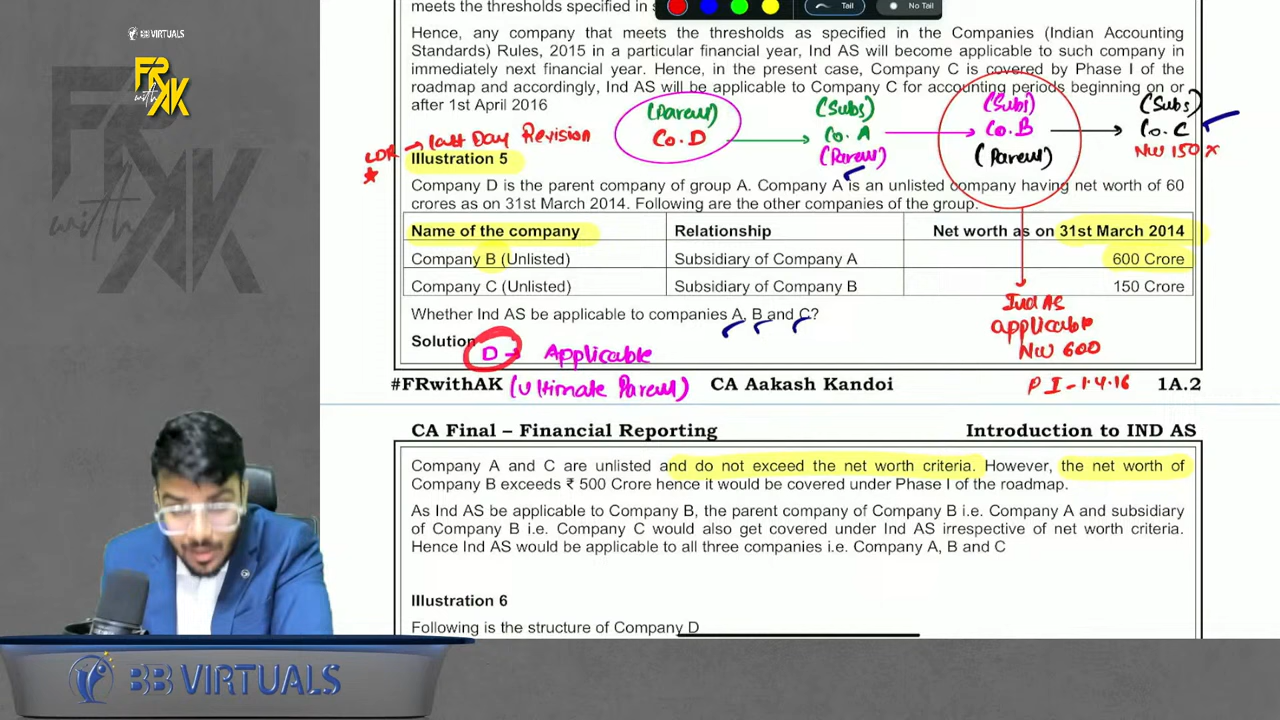 BB VIRTUALS
FR
with
AK
Tail
No Tail
meets the thresholds specified in
Hence, any company that meets the thresholds as specified in the Companies (Indian Accounting
Standards) Rules, 2015 in a particular financial year, Ind AS will become applicable to such company in
immediately next financial year. Hence, in the present case, Company C is covered by Phase I of the
roadmap and accordingly, Ind AS will be applicable to Company C for accounting periods beginning on or
after 1st April 2016
(Parent) (Subs) (Subs) (Subs)
Co.D Co.A Co.B Co.C
(Parent) (Parent) NW 150 x
LDR → Last Day Revision
Illustration 5
Company D is the parent company of group A. Company A is an unlisted company having net worth of 60
crores as on 31st March 2014. Following are the other companies of the group.
Name of the company Relationship Net worth as on 31st March 2014
Company B (Unlisted) Subsidiary of Company A 600 Crore
Company C (Unlisted) Subsidiary of Company B 150 Crore
Ind AS
applicable
NW 600
P I - 1.4.16
Whether Ind AS be applicable to companies A, B and C?
Solution
D → Applicable
(Ultimate Parent)
#FRwithAK CA Aakash Kandoi 1A.2
CA Final – Financial Reporting Introduction to IND AS
Company A and C are unlisted and do not exceed the net worth criteria. However, the net worth of
Company B exceeds ₹ 500 Crore hence it would be covered under Phase I of the roadmap.
As Ind AS be applicable to Company B, the parent company of Company B i.e. Company A and subsidiary
of Company B i.e. Company C would also get covered under Ind AS irrespective of net worth criteria.
Hence Ind AS would be applicable to all three companies i.e. Company A, B and C
Illustration 6
Following is the structure of Company D
BB VIRTUALS